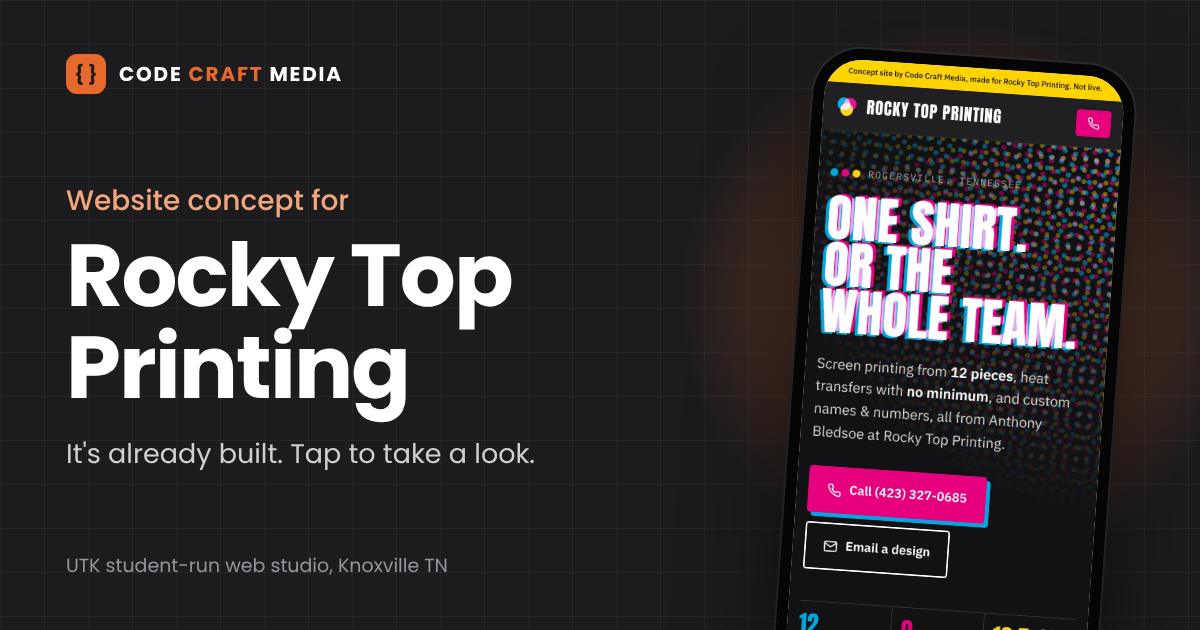 { } CODE CRAFT MEDIA
Website concept for
Rocky Top
Printing
It's already built. Tap to take a look.
UTK student-run web studio, Knoxville TN
Concept site by Code Craft Media, made for Rocky Top Printing. Not live.
ROCKY TOP PRINTING
ROGERSVILLE, TENNESSEE
ONE SHIRT.
OR THE
WHOLE TEAM.
Screen printing from 12 pieces, heat
transfers with no minimum, and custom
names & numbers, all from Anthony
Bledsoe at Rocky Top Printing.
Call (423) 327-0685
Email a design
12
0